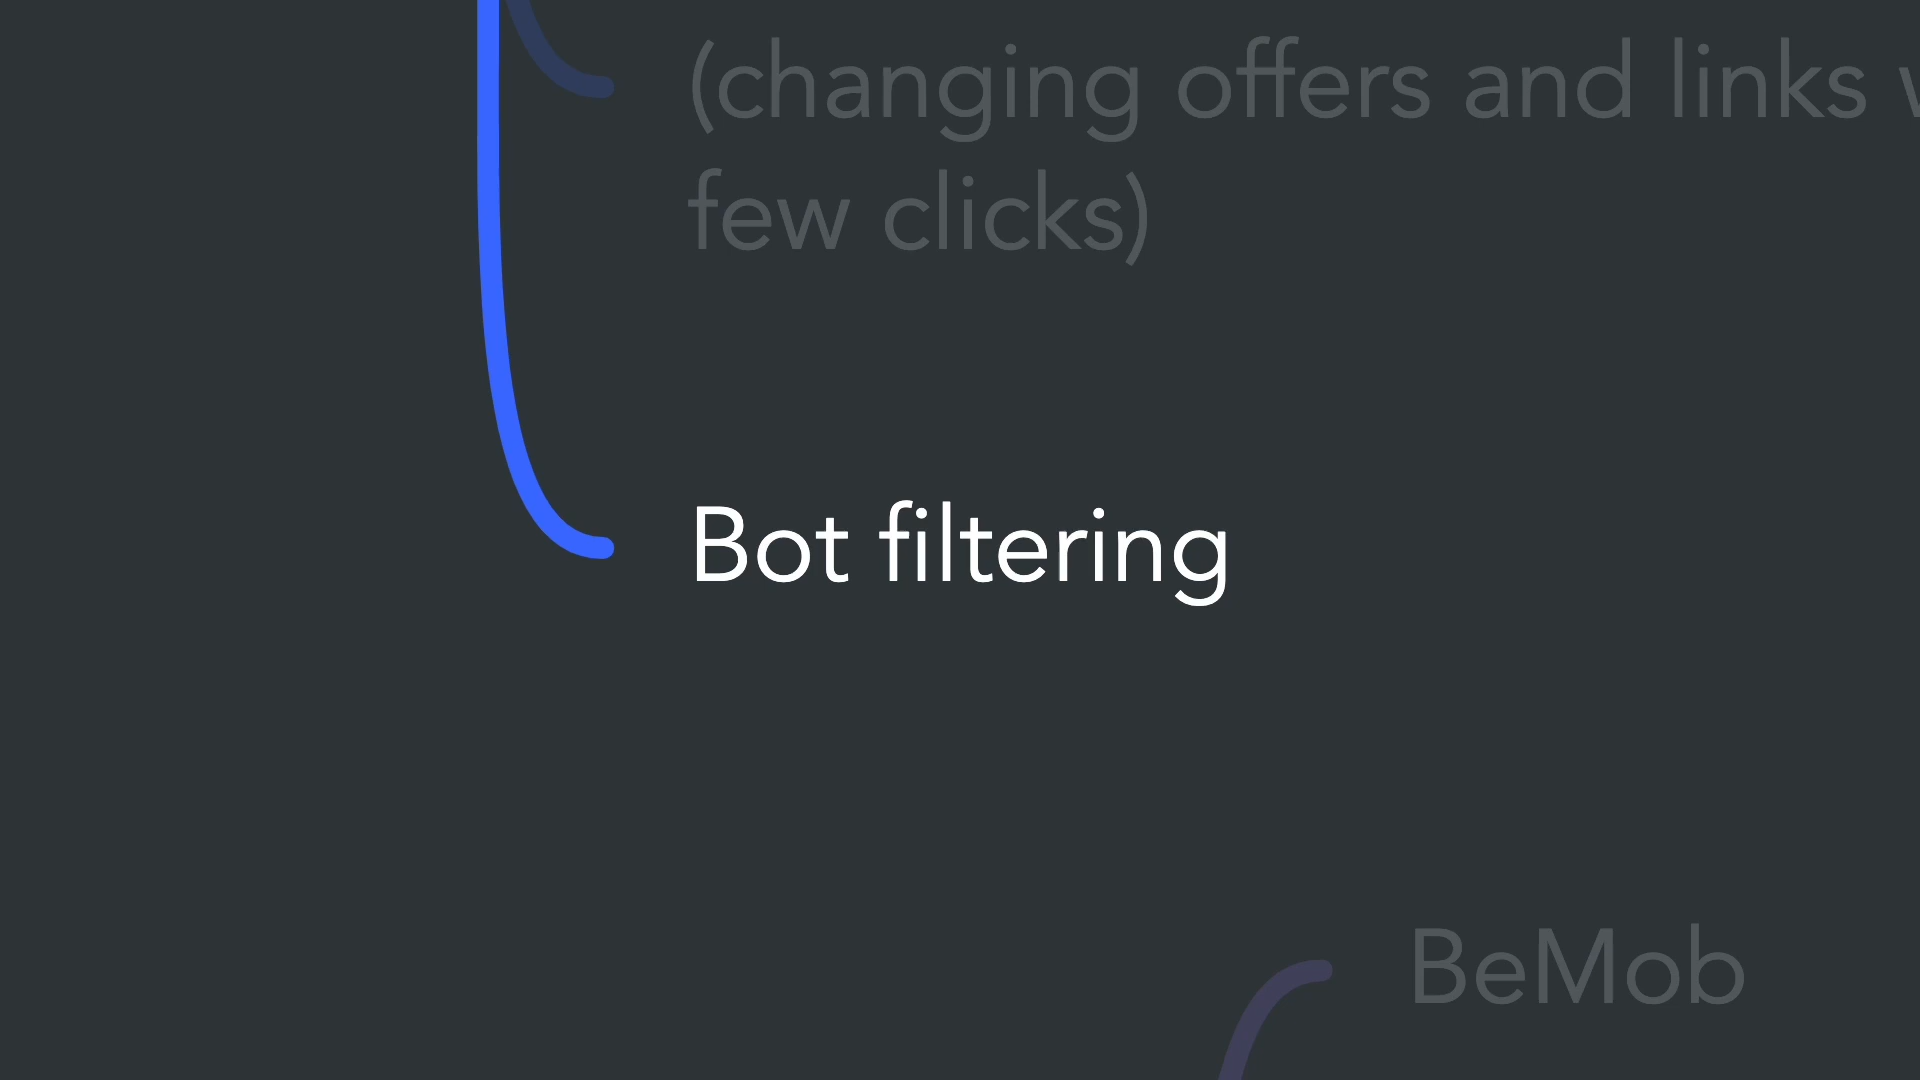 (changing offers and links
few clicks)
Bot filtering
BeMob